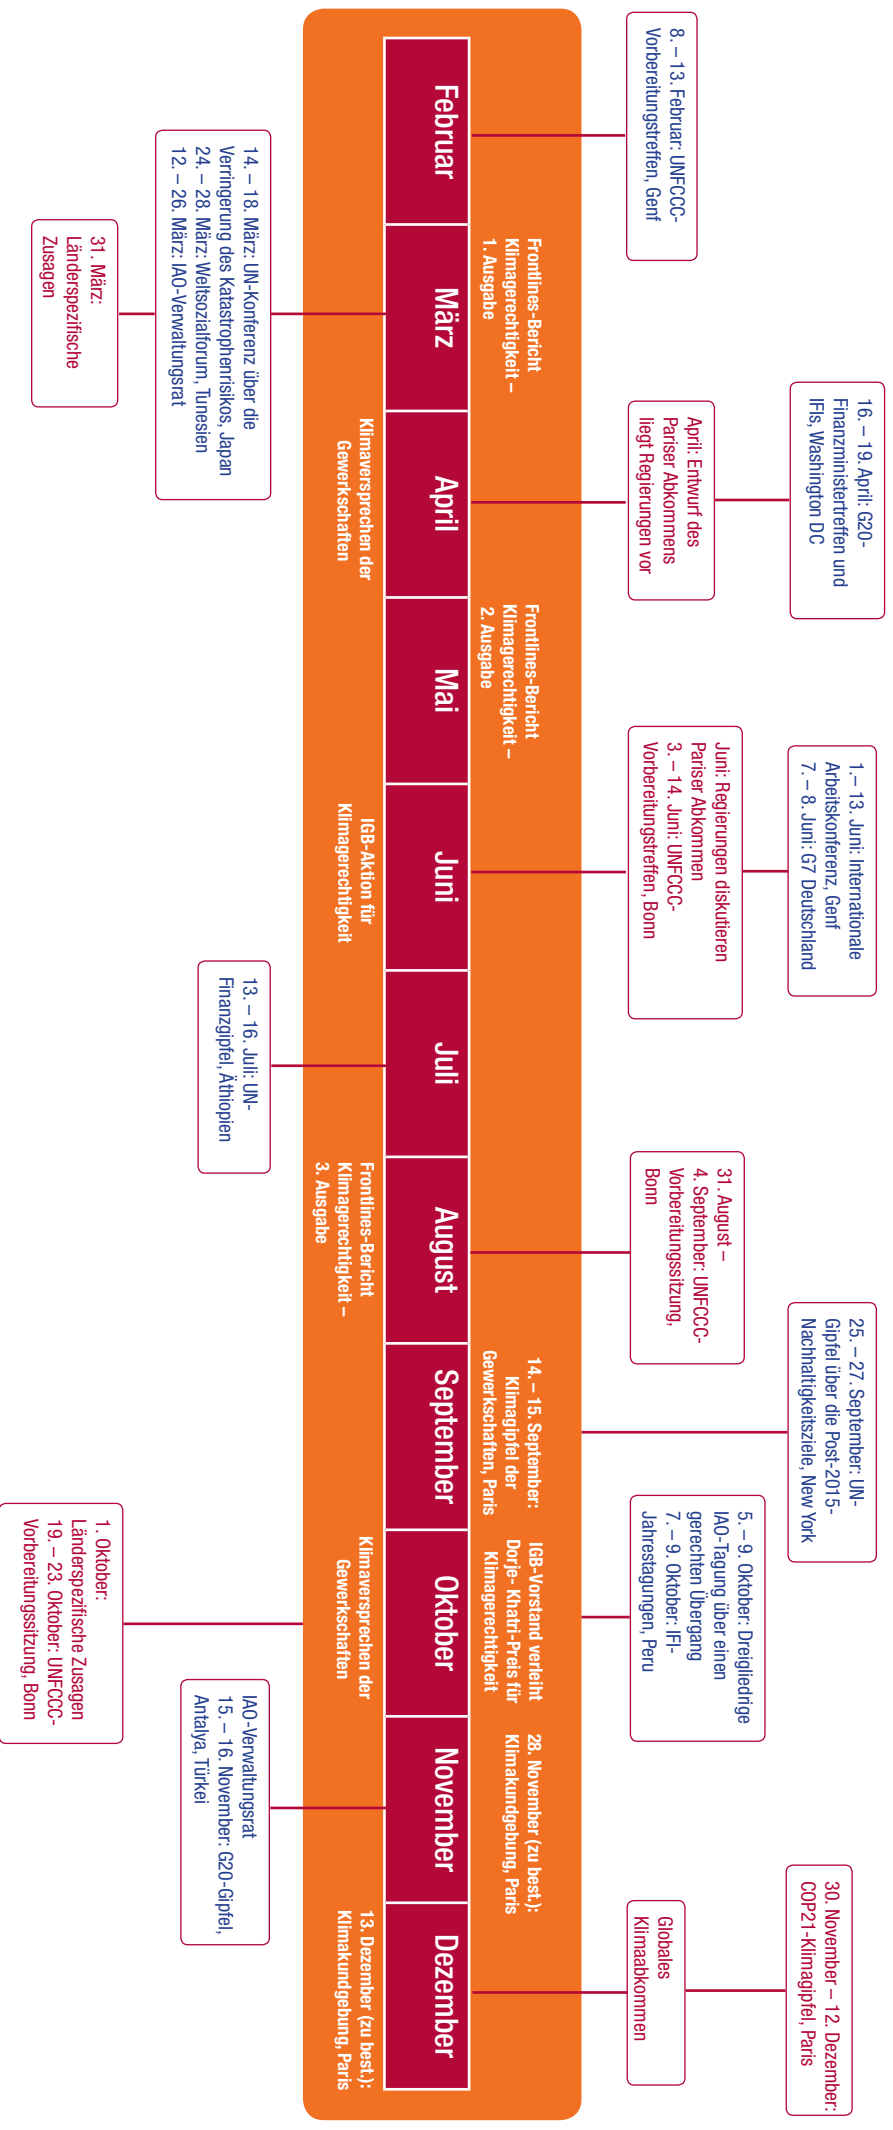 8. – 13. Februar: UNFCCC-
Vorbereitungstreffen, Genf
16. – 19. April: G20-
Finanzministertreffen und
IFIs, Washington DC
April: Entwurf des
Pariser Abkommens
liegt Regierungen vor
1. – 13. Juni: Internationale
Arbeitskonferenz, Genf
7. – 8. Juni: G7 Deutschland
Juni: Regierungen diskutieren
Pariser Abkommen
3. – 14. Juni: UNFCCC-
Vorbereitungstreffen, Bonn
31. August –
4. September: UNFCCC-
Vorbereitungssitzung,
Bonn
25. – 27. September: UN-
Gipfel über die Post-2015-
Nachhaltigkeitsziele, New York
5. – 9. Oktober: Dreigliedrige
IAO-Tagung über einen
gerechten Übergang
7. – 9. Oktober: IFI-
Jahrestagungen, Peru
30. November – 12. Dezember:
COP21-Klimagipfel, Paris
Globales
Klimaabkommen
Frontlines-Bericht
Klimagerechtigkeit –
1. Ausgabe
Frontlines-Bericht
Klimagerechtigkeit –
2. Ausgabe
14. – 15. September:
Klimagipfel der
Gewerkschaften, Paris
IGB-Vorstand verleiht
Dorje- Khatri-Preis für
Klimagerechtigkeit
28. November (zu best.):
Klimakundgebung, Paris
Februar
März
April
Mai
Juni
Juli
August
September
Oktober
November
Dezember
Klimaversprechen der
Gewerkschaften
IGB-Aktion für
Klimagerechtigkeit
Frontlines-Bericht
Klimagerechtigkeit –
3. Ausgabe
Klimaversprechen der
Gewerkschaften
13. Dezember (zu best.):
Klimakundgebung, Paris
14. – 18. März: UN-Konferenz über die
Verringerung des Katastrophenrisikos, Japan
24. – 28. März: Weltsozialforum, Tunesien
12. – 26. März: IAO-Verwaltungsrat
31. März:
Länderspezifische
Zusagen
13. – 16. Juli: UN-
Finanzgipfel, Äthiopien
1. Oktober:
Länderspezifische Zusagen
19. – 23. Oktober: UNFCCC-
Vorbereitungssitzung, Bonn
IAO-Verwaltungsrat
15. – 16. November: G20-Gipfel,
Antalya, Türkei